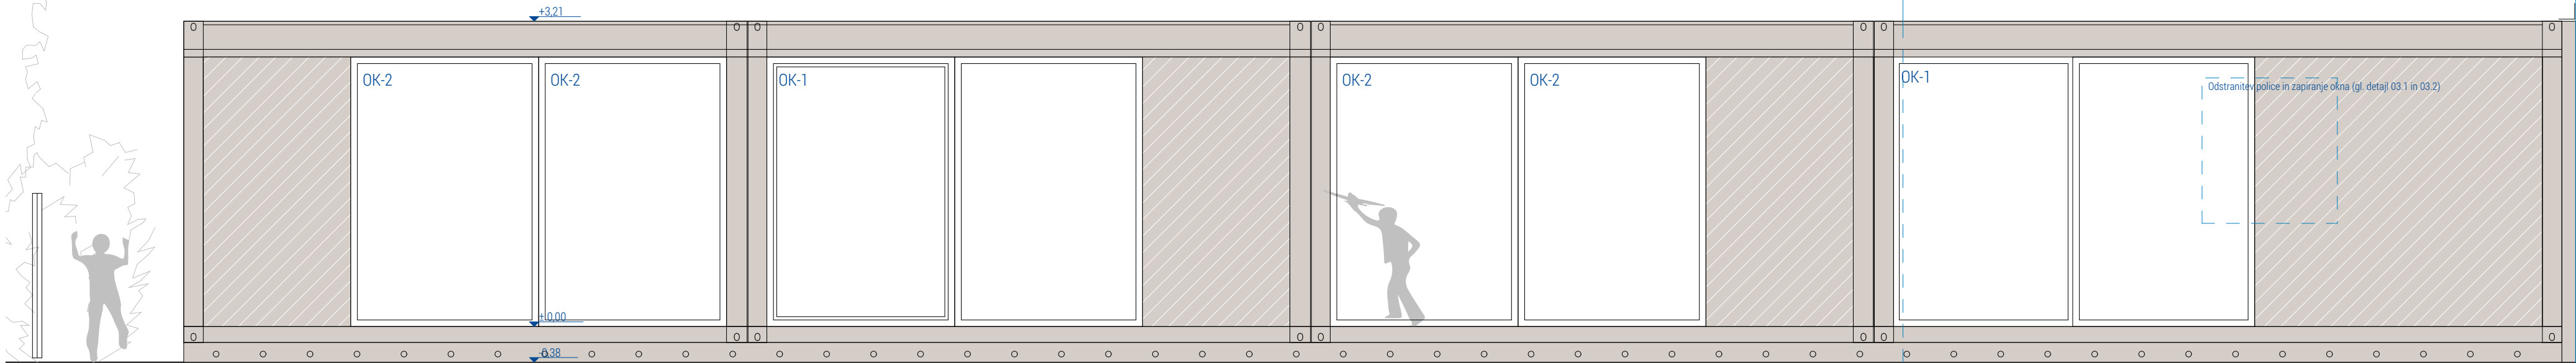 +3,21
OK-2
OK-2
OK-1
OK-2
OK-2
OK-1
Odstranitev police in zapiranje okna (gl. detajl 03.1 in 03.2)
+-0,00
-0,38